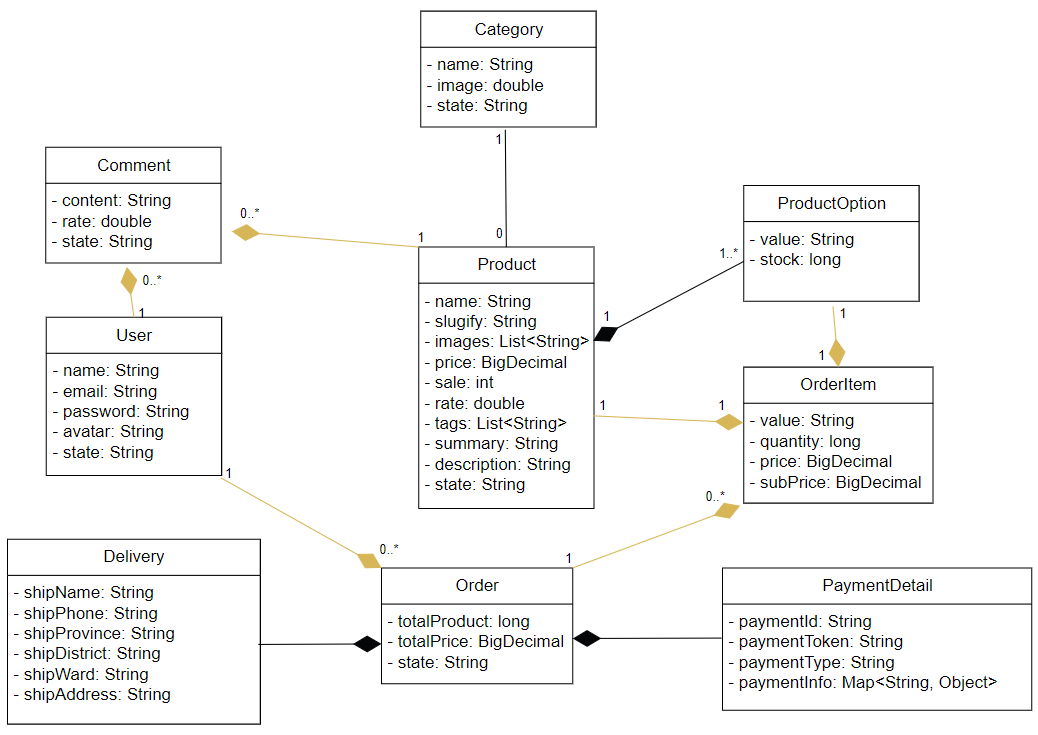 Category
- name: String
- image: double
- state: String
1
0
Comment
- content: String
- rate: double
- state: String
0..*
1
0..*
1
User
- name: String
- email: String
- password: String
- avatar: String
- state: String
1
0..*
Product
- name: String
- slugify: String
- images: List<String>
- price: BigDecimal
- sale: int
- rate: double
- tags: List<String>
- summary: String
- description: String
- state: String
1
1..*
ProductOption
- value: String
- stock: long
1
1
1
1
OrderItem
- value: String
- quantity: long
- price: BigDecimal
- subPrice: BigDecimal
0..*
1
Delivery
- shipName: String
- shipPhone: String
- shipProvince: String
- shipDistrict: String
- shipWard: String
- shipAddress: String
Order
- totalProduct: long
- totalPrice: BigDecimal
- state: String
PaymentDetail
- paymentId: String
- paymentToken: String
- paymentType: String
- paymentInfo: Map<String, Object>